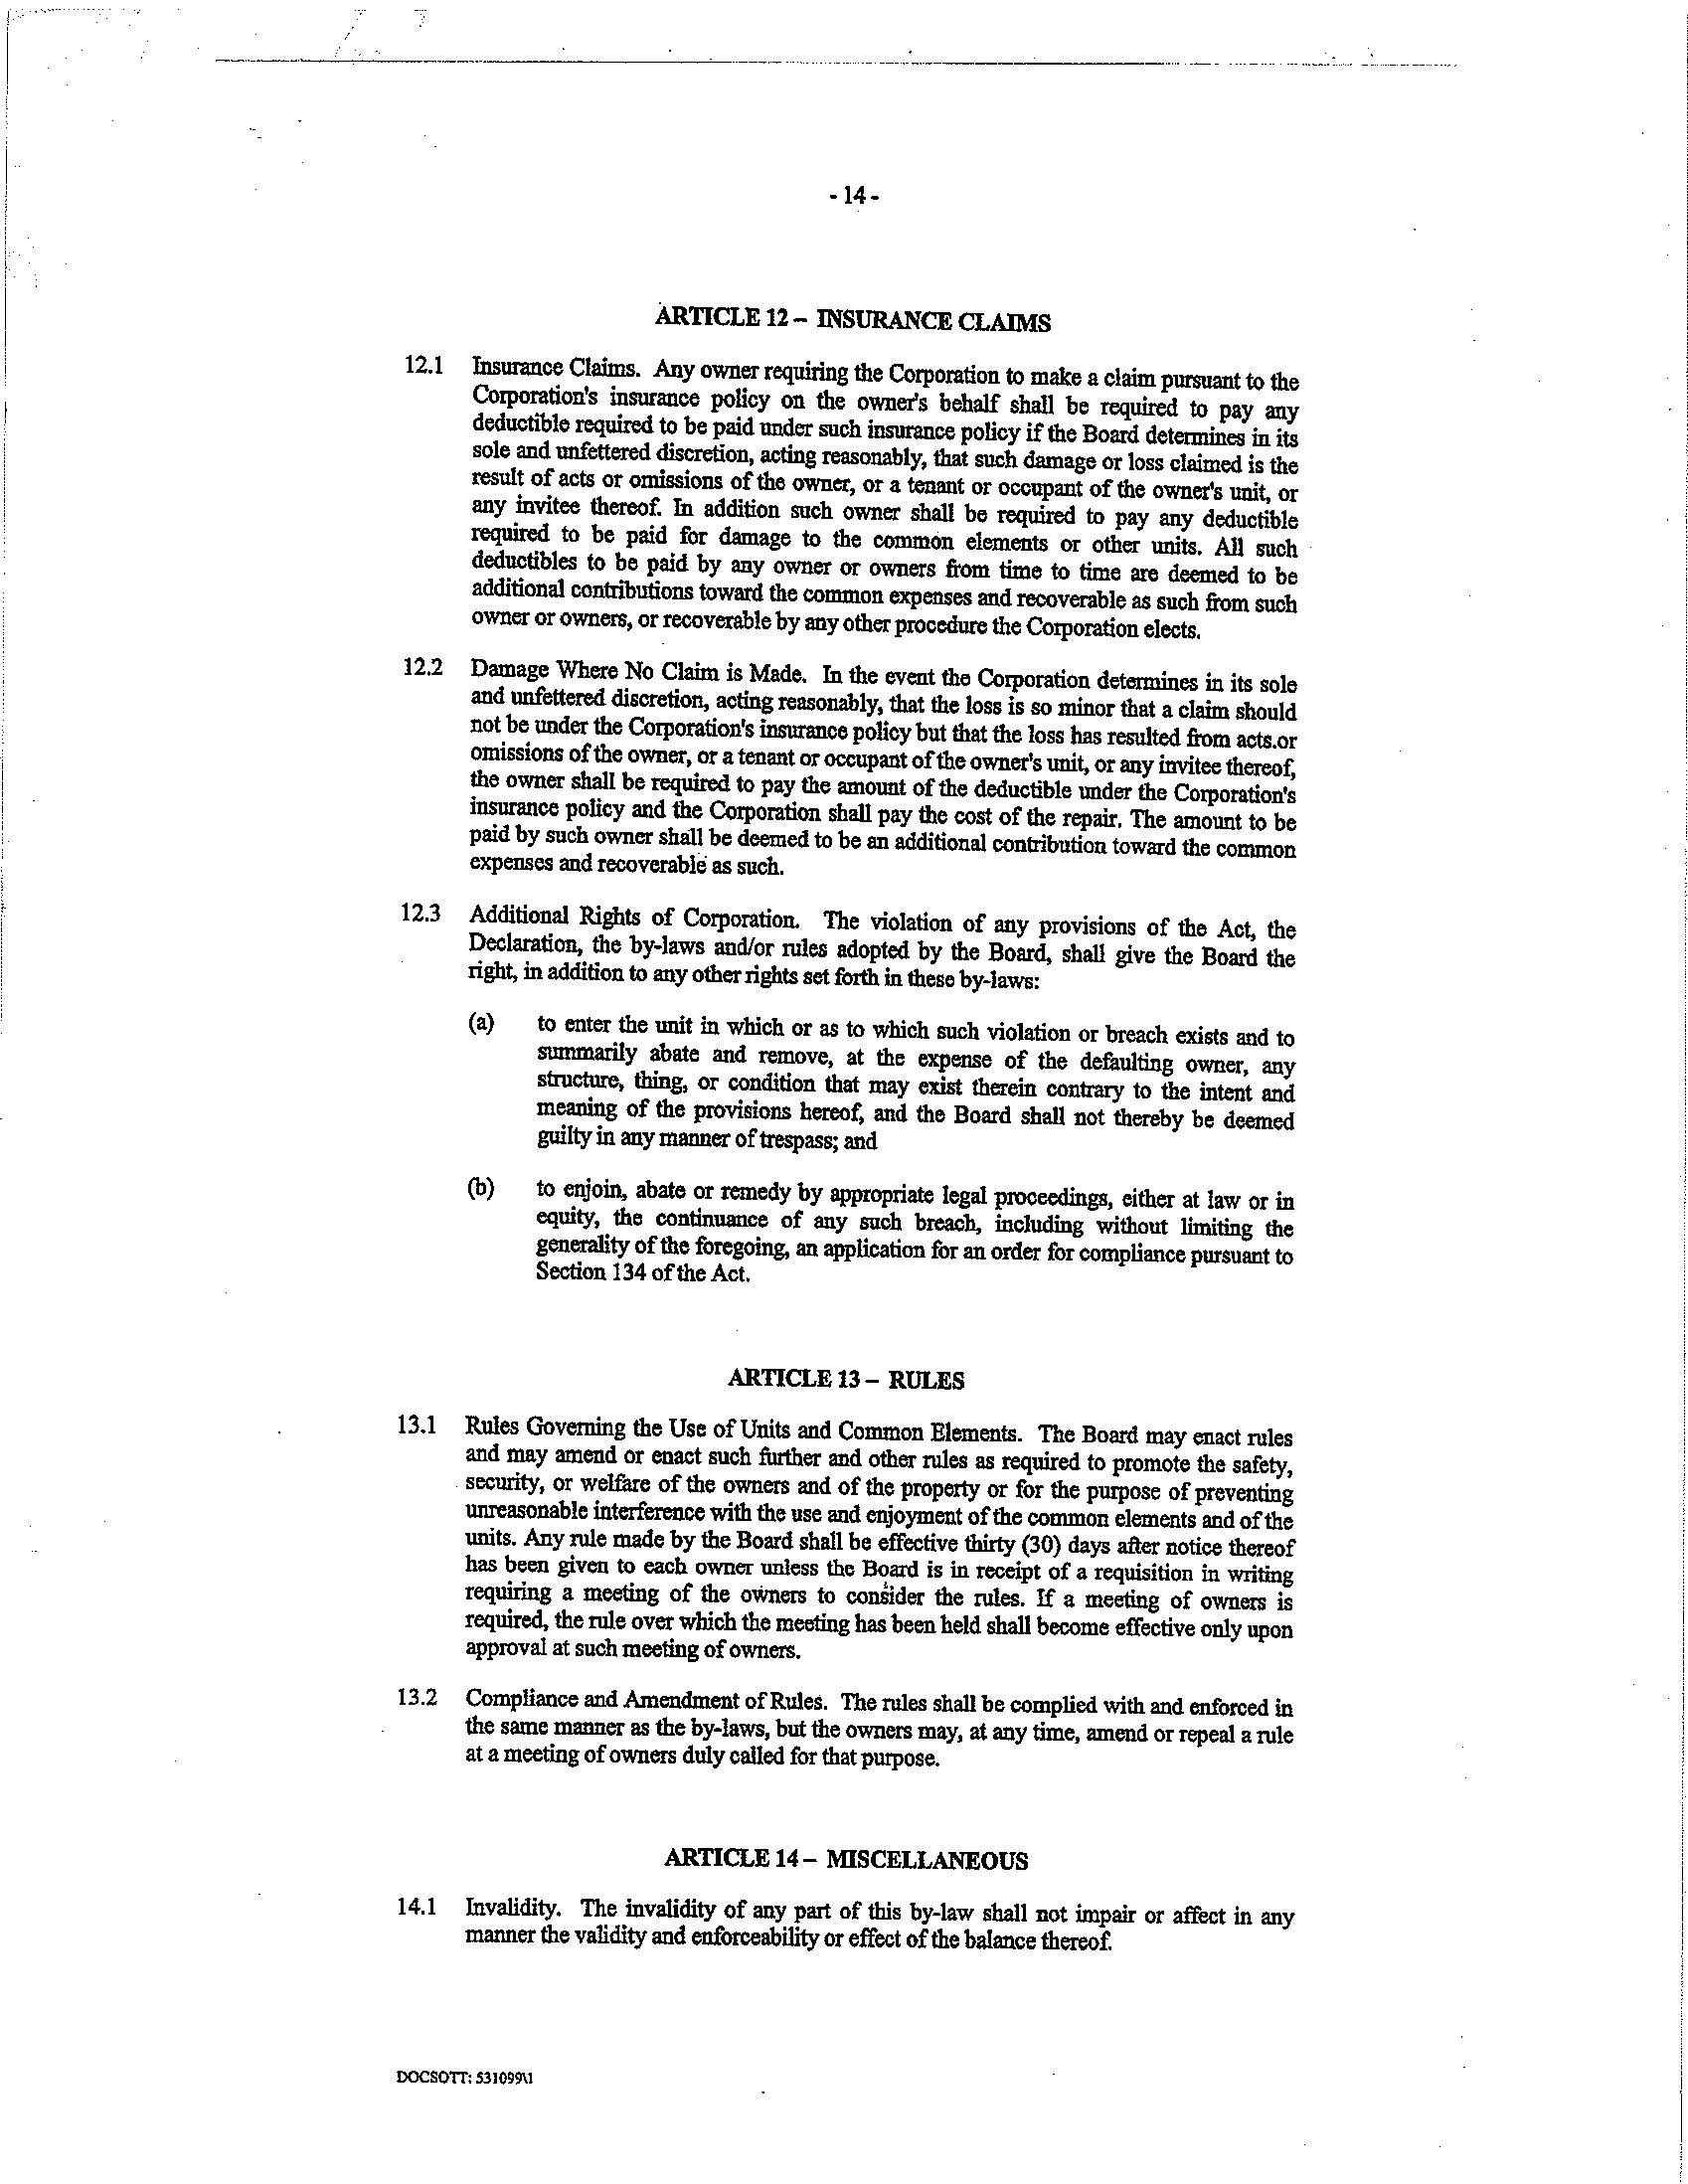 - 14 -
ARTICLE 12 – INSURANCE CLAIMS
12.1 Insurance Claims. Any owner requiring the Corporation to make a claim pursuant to the
Corporation's insurance policy on the owner's behalf shall be required to pay any
deductible required to be paid under such insurance policy if the Board determines in its
sole and unfettered discretion, acting reasonably, that such damage or loss claimed is the
result of acts or omissions of the owner, or a tenant or occupant of the owner's unit, or
any invitee thereof. In addition such owner shall be required to pay any deductible
required to be paid for damage to the common elements or other units. All such
deductibles to be paid by any owner or owners from time to time are deemed to be
additional contributions toward the common expenses and recoverable as such from such
owner or owners, or recoverable by any other procedure the Corporation elects.
12.2 Damage Where No Claim is Made. In the event the Corporation determines in its sole
and unfettered discretion, acting reasonably, that the loss is so minor that a claim should
not be under the Corporation's insurance policy but that the loss has resulted from acts.or
omissions of the owner, or a tenant or occupant of the owner's unit, or any invitee thereof,
the owner shall be required to pay the amount of the deductible under the Corporation's
insurance policy and the Corporation shall pay the cost of the repair. The amount to be
paid by such owner shall be deemed to be an additional contribution toward the common
expenses and recoverable as such.
12.3 Additional Rights of Corporation. The violation of any provisions of the Act, the
Declaration, the by-laws and/or rules adopted by the Board, shall give the Board the
right, in addition to any other rights set forth in these by-laws:
(a) to enter the unit in which or as to which such violation or breach exists and to
summarily abate and remove, at the expense of the defaulting owner, any
structure, thing, or condition that may exist therein contrary to the intent and
meaning of the provisions hereof, and the Board shall not thereby be deemed
guilty in any manner of trespass; and
(b) to enjoin, abate or remedy by appropriate legal proceedings, either at law or in
equity, the continuance of any such breach, including without limiting the
generality of the foregoing, an application for an order for compliance pursuant to
Section 134 of the Act.
ARTICLE 13 – RULES
13.1 Rules Governing the Use of Units and Common Elements. The Board may enact rules
and may amend or enact such further and other rules as required to promote the safety,
security, or welfare of the owners and of the property or for the purpose of preventing
unreasonable interference with the use and enjoyment of the common elements and of the
units. Any rule made by the Board shall be effective thirty (30) days after notice thereof
has been given to each owner unless the Board is in receipt of a requisition in writing
requiring a meeting of the owners to consider the rules. If a meeting of owners is
required, the rule over which the meeting has been held shall become effective only upon
approval at such meeting of owners.
13.2 Compliance and Amendment of Rules. The rules shall be complied with and enforced in
the same manner as the by-laws, but the owners may, at any time, amend or repeal a rule
at a meeting of owners duly called for that purpose.
ARTICLE 14 – MISCELLANEOUS
14.1 Invalidity. The invalidity of any part of this by-law shall not impair or affect in any
manner the validity and enforceability or effect of the balance thereof.
DOCSOTT: 531099\1